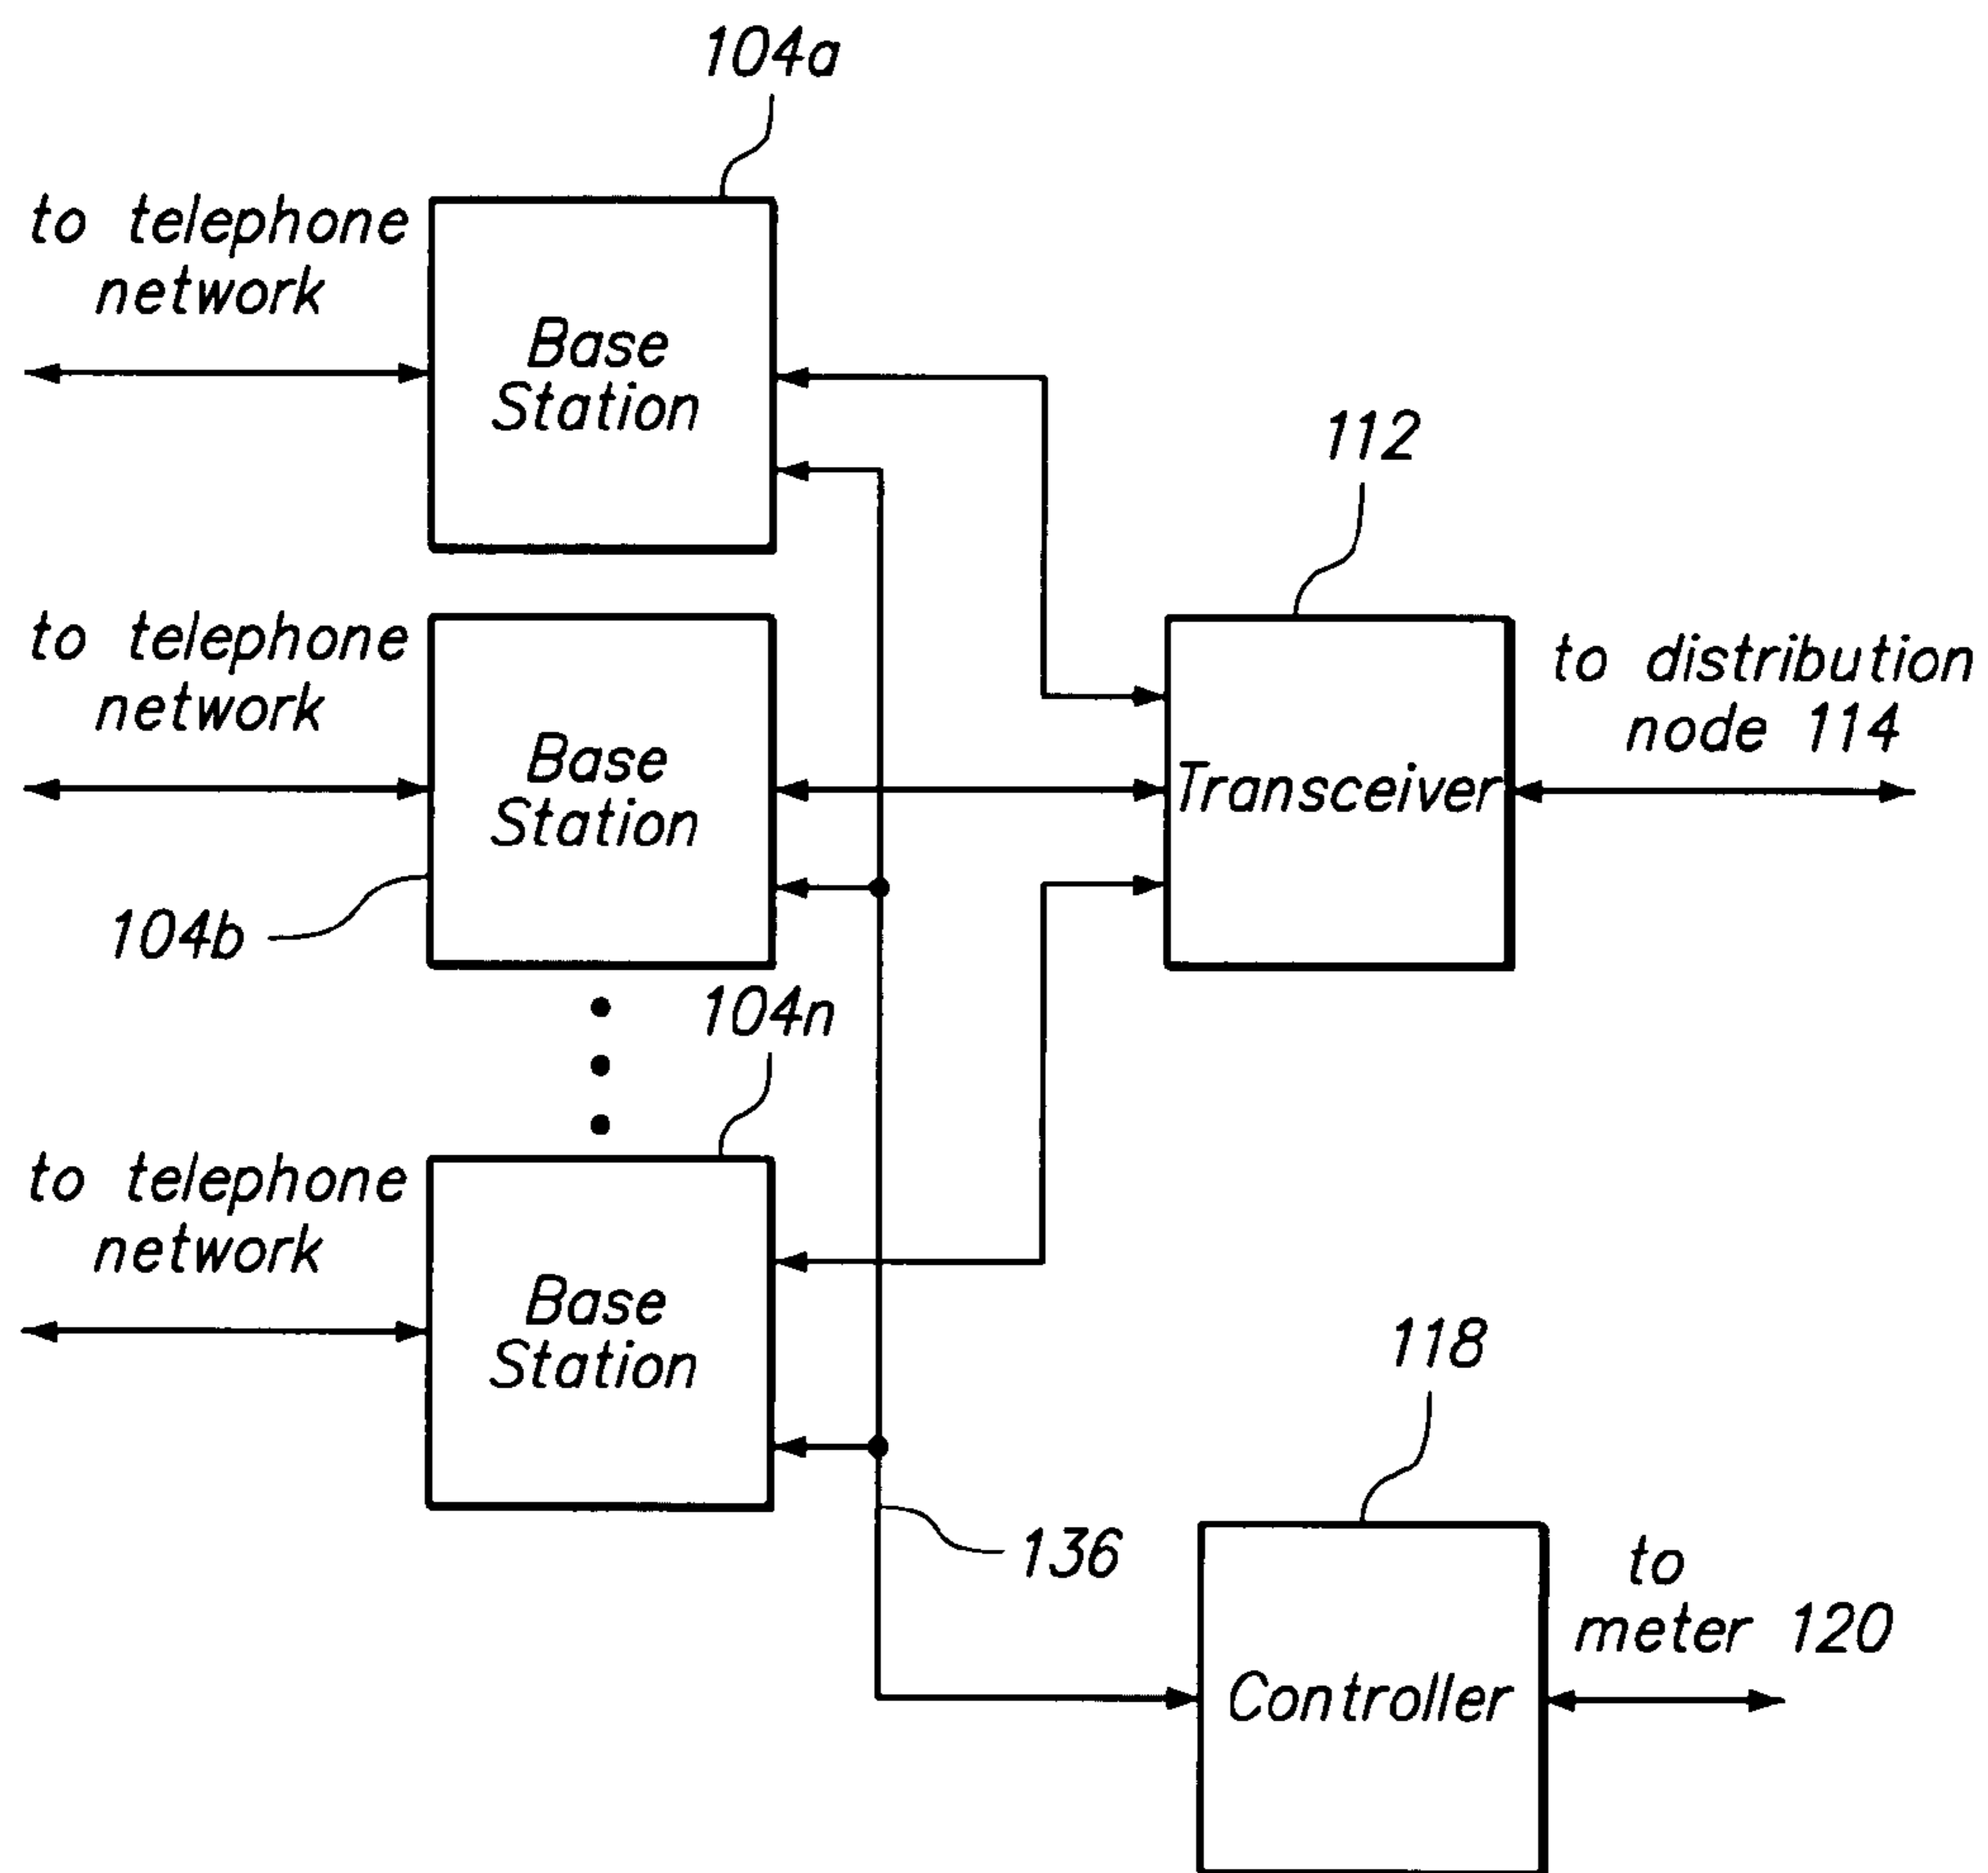 104a
to telephone
network
Base
Station
112
to telephone
network
Base
Station
to distribution
node 114
Transceiver
104b
104n
to telephone
network
Base
Station
118
136
to
meter 120
Controller